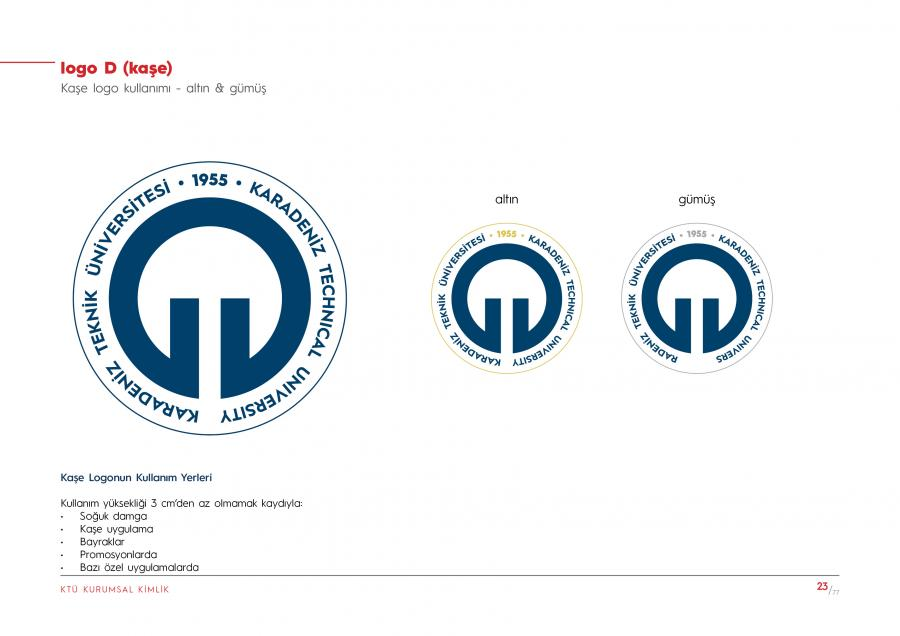 logo D (kaşe)
Kaşe logo kullanımı - altın & gümüş
KARADENİZ TEKNİK ÜNİVERSİTESİ • 1955 • KARADENİZ TECHNICAL UNIVERSITY
altın
KARADENİZ TEKNİK ÜNİVERSİTESİ • 1955 • KARADENİZ TECHNICAL UNIVERSITY
gümüş
RADENİZ TEKNİK ÜNİVERSİTESİ • 1955 • KARADENİZ TECHNICAL UNIVERS
Kaşe Logonun Kullanım Yerleri
Kullanım yüksekliği 3 cm'den az olmamak kaydıyla:
• Soğuk damga
• Kaşe uygulama
• Bayraklar
• Promosyonlarda
• Bazı özel uygulamalarda
KTÜ KURUMSAL KİMLİK
23/77